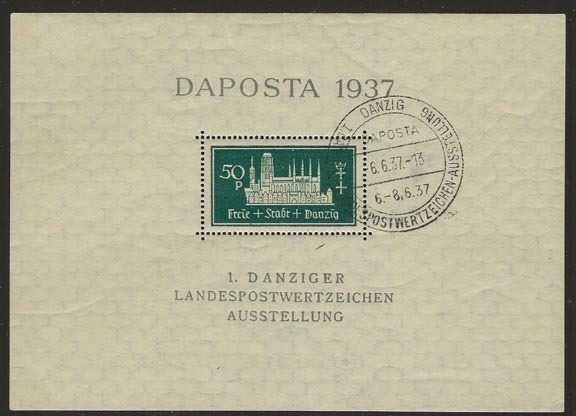 DAPOSTA 1937
50
P
Freie + Stadt + Danzig
DANZIG
DAPOSTA
6.6.37.-13
6.-8.6.37
POSTWERTZEICHEN-AUSSTELLUNG
1. DANZIGER
LANDESPOSTWERTZEICHEN
AUSSTELLUNG